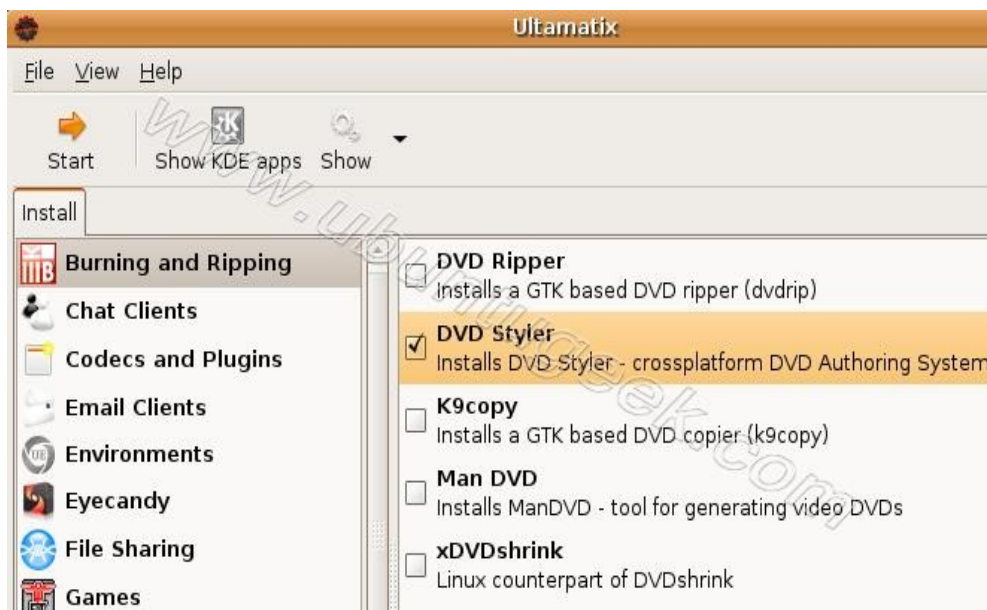 Ultamatix
File View Help
Start Show KDE apps Show
Install
Burning and Ripping
Chat Clients
Codecs and Plugins
Email Clients
Environments
Eyecandy
File Sharing
Games
DVD Ripper
Installs a GTK based DVD ripper (dvdrip)
DVD Styler
Installs DVD Styler - crossplatform DVD Authoring System
K9copy
Installs a GTK based DVD copier (k9copy)
Man DVD
Installs ManDVD - tool for generating video DVDs
xDVDshrink
Linux counterpart of DVDshrink
www.ubuntugeek.com